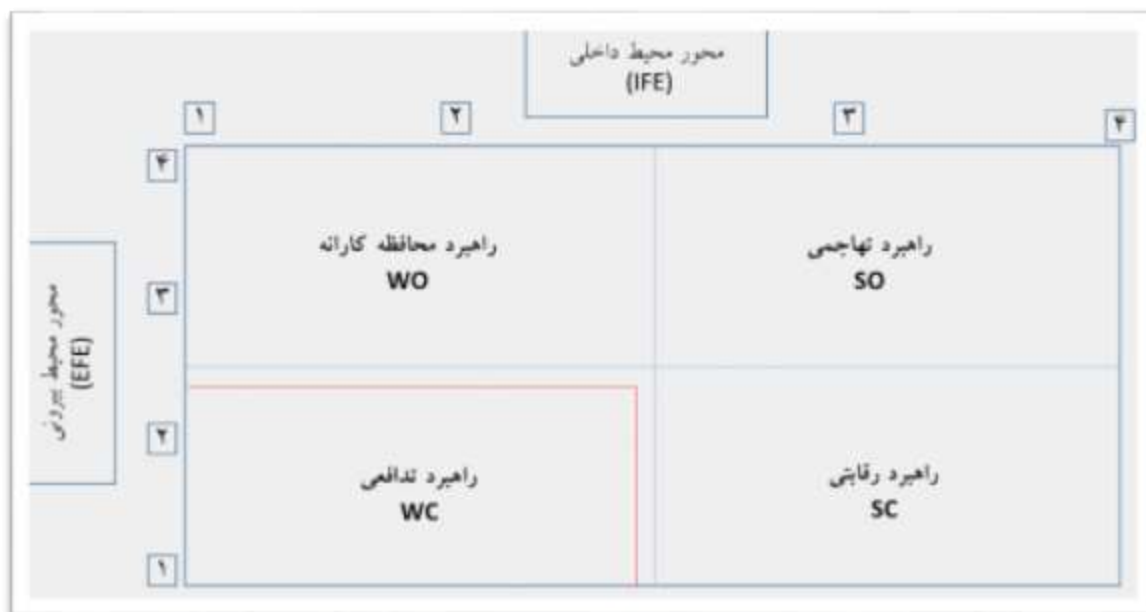 محور محیط داخلی
(IFE)
۱
۲
۳
۴
۴
۳
۲
۱
محور محیط بیرونی
(EFE)
راهبرد محافظه کارانه
WO
راهبرد تهاجمی
SO
راهبرد تدافعی
WC
راهبرد رقابتی
SC